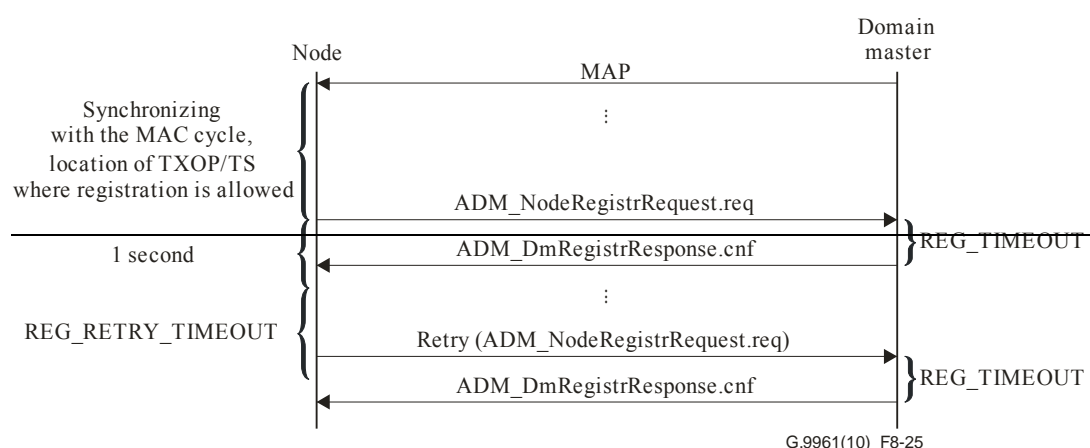 Domain
master
Node
MAP
Synchronizing
with the MAC cycle,
location of TXOP/TS
where registration is allowed
⋮
ADM_NodeRegistrRequest.req
REG_TIMEOUT
1 second
ADM_DmRegistrResponse.cnf
⋮
REG_RETRY_TIMEOUT
Retry (ADM_NodeRegistrRequest.req)
REG_TIMEOUT
ADM_DmRegistrResponse.cnf
G.9961(10)_F8-25